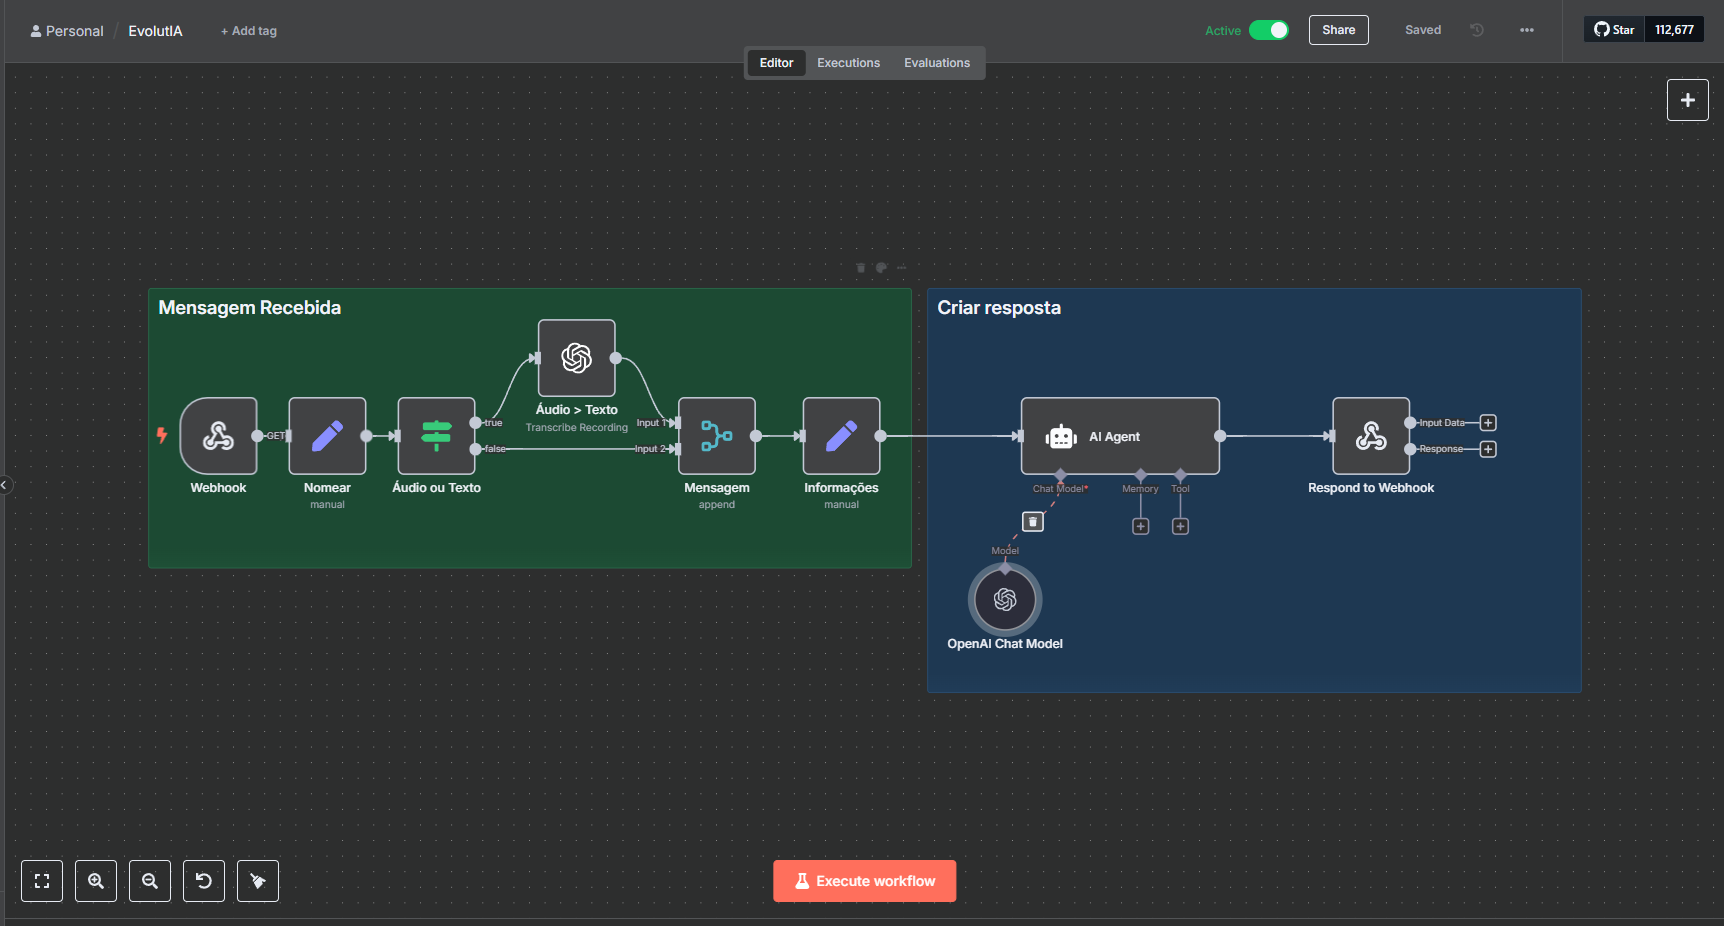 Personal / EvolutIA + Add tag
Active Share Saved Star 112,677
Editor Executions Evaluations
Mensagem Recebida
Criar resposta
Áudio > Texto
Transcribe Recording
GET
true
false
Input 1
Input 2
Webhook
Nomear
manual
Áudio ou Texto
Mensagem
append
Informações
manual
AI Agent
Chat Model*
Memory
Tool
Model
OpenAI Chat Model
Input Data
Response
Respond to Webhook
Execute workflow